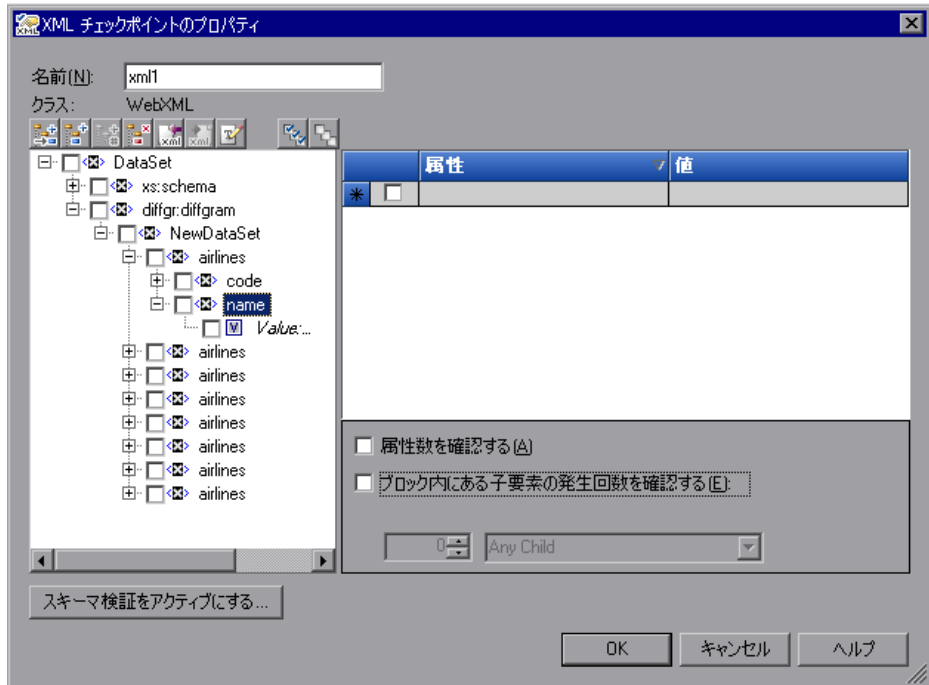 XML チェックポイントのプロパティ
名前(N):
xml1
クラス:
WebXML
DataSet
xs:schema
diffgr:diffgram
NewDataSet
airlines
code
name
Value:...
airlines
airlines
airlines
airlines
airlines
airlines
airlines
属性
値
属性数を確認する(A)
ブロック内にある子要素の発生回数を確認する(E):
0
Any Child
スキーマ検証をアクティブにする...
OK
キャンセル
ヘルプ